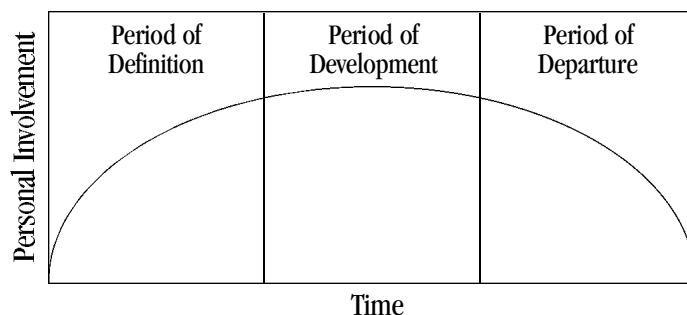 Period of
Definition
Period of
Development
Period of
Departure
Personal Involvement
Time